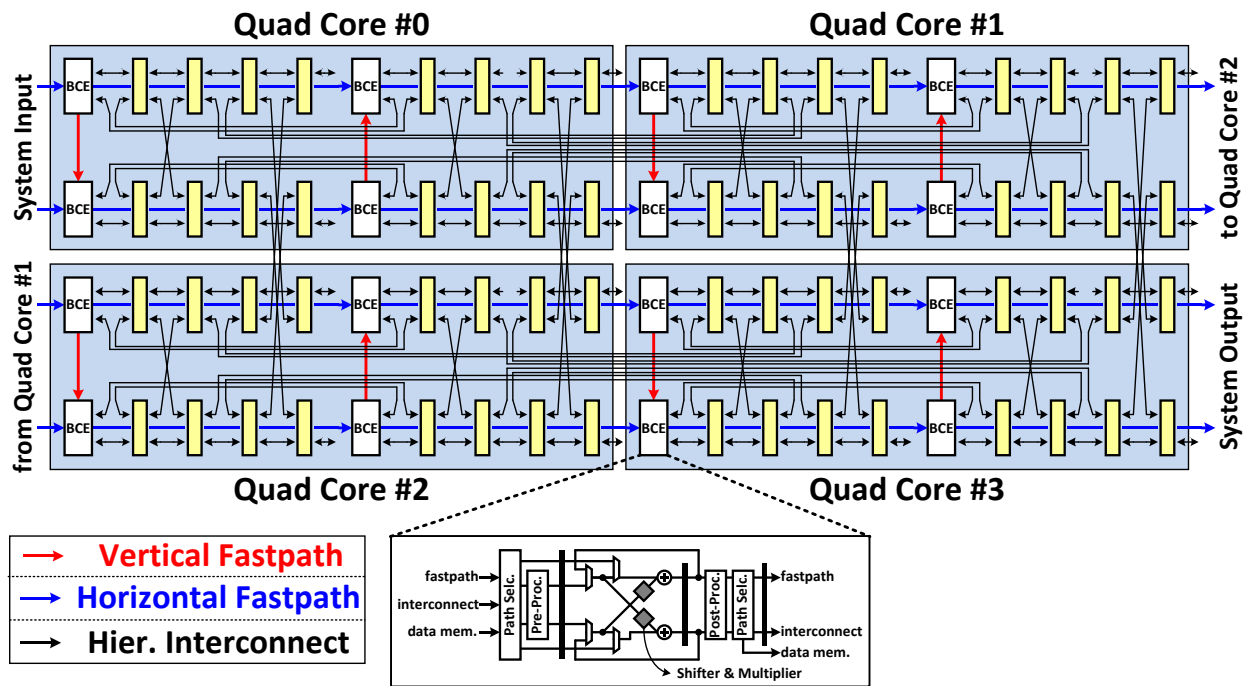 Quad Core #0
Quad Core #1
System Input
BCE
BCE
BCE
BCE
BCE
BCE
BCE
BCE
to Quad Core #2
from Quad Core #1
BCE
BCE
BCE
BCE
BCE
BCE
BCE
BCE
System Output
Quad Core #2
Quad Core #3
Vertical Fastpath
Horizontal Fastpath
Hier. Interconnect
fastpath
interconnect
data mem.
Path Selc.
Pre-Proc.
Post-Proc.
Path Selc.
fastpath
interconnect
data mem.
Shifter & Multiplier